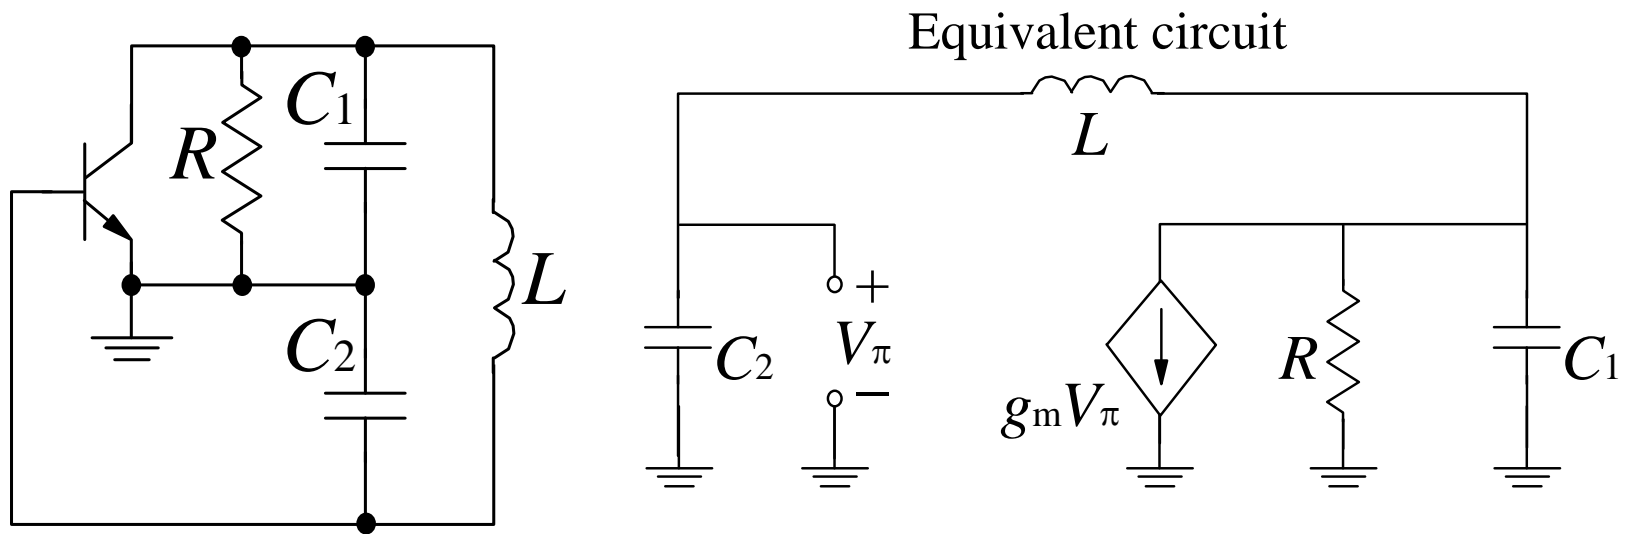 Equivalent circuit
R
C1
L
C2
L
C2
+
Vπ
−
gmVπ
R
C1